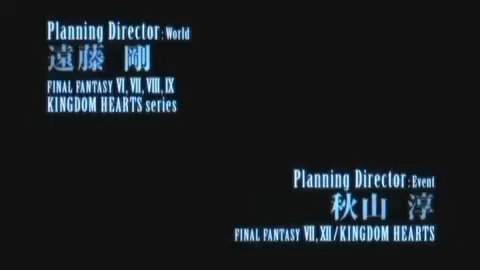 Planning Director : World
遠藤 剛
FINAL FANTASY VI, VII, VIII, IX
KINGDOM HEARTS series
Planning Director : Event
秋山 淳
FINAL FANTASY VII, XII / KINGDOM HEARTS